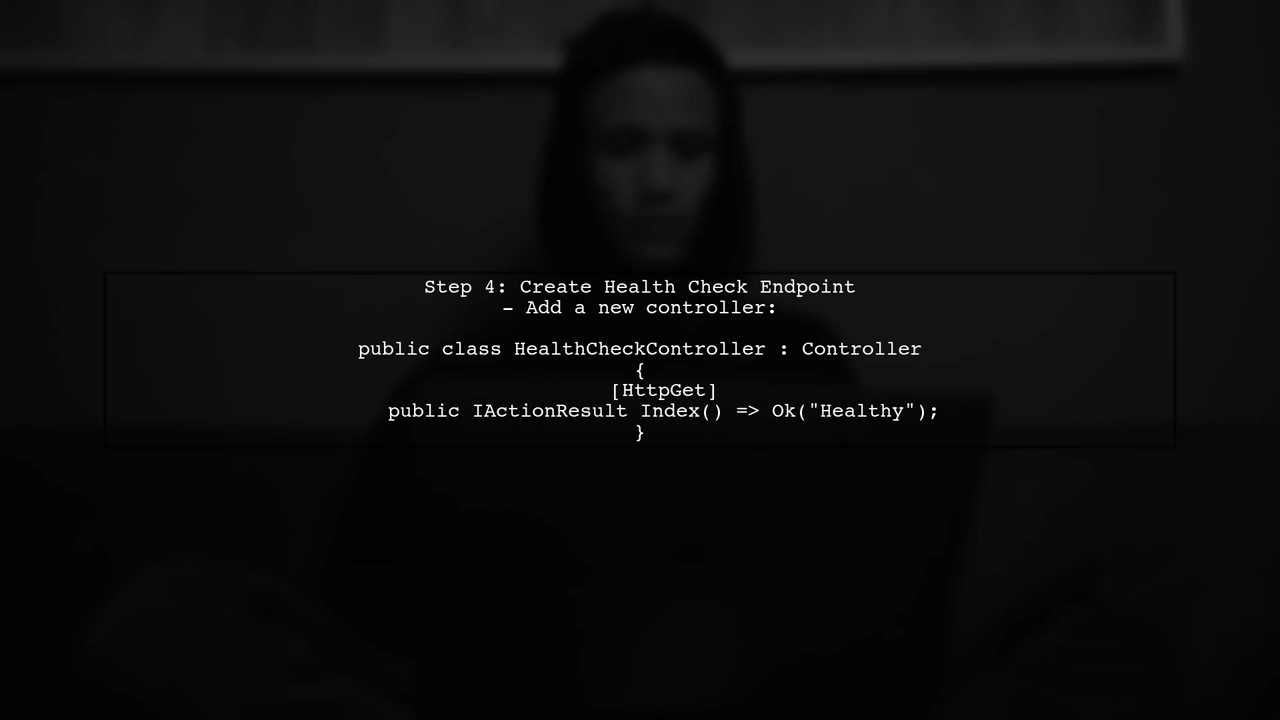 Step 4: Create Health Check Endpoint
– Add a new controller:
public class HealthCheckController : Controller
{
[HttpGet]
public IActionResult Index() => Ok("Healthy");
}